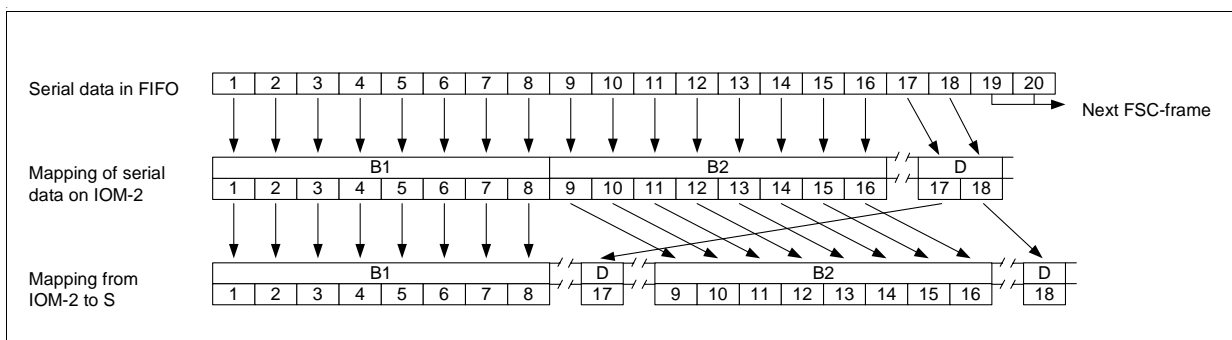 Serial data in FIFO
1 2 3 4 5 6 7 8 9 10 11 12 13 14 15 16 17 18 19 20
Next FSC-frame
Mapping of serial
data on IOM-2
B1 B2 D
1 2 3 4 5 6 7 8 9 10 11 12 13 14 15 16 17 18
Mapping from
IOM-2 to S
B1 D B2 D
1 2 3 4 5 6 7 8 17 9 10 11 12 13 14 15 16 18